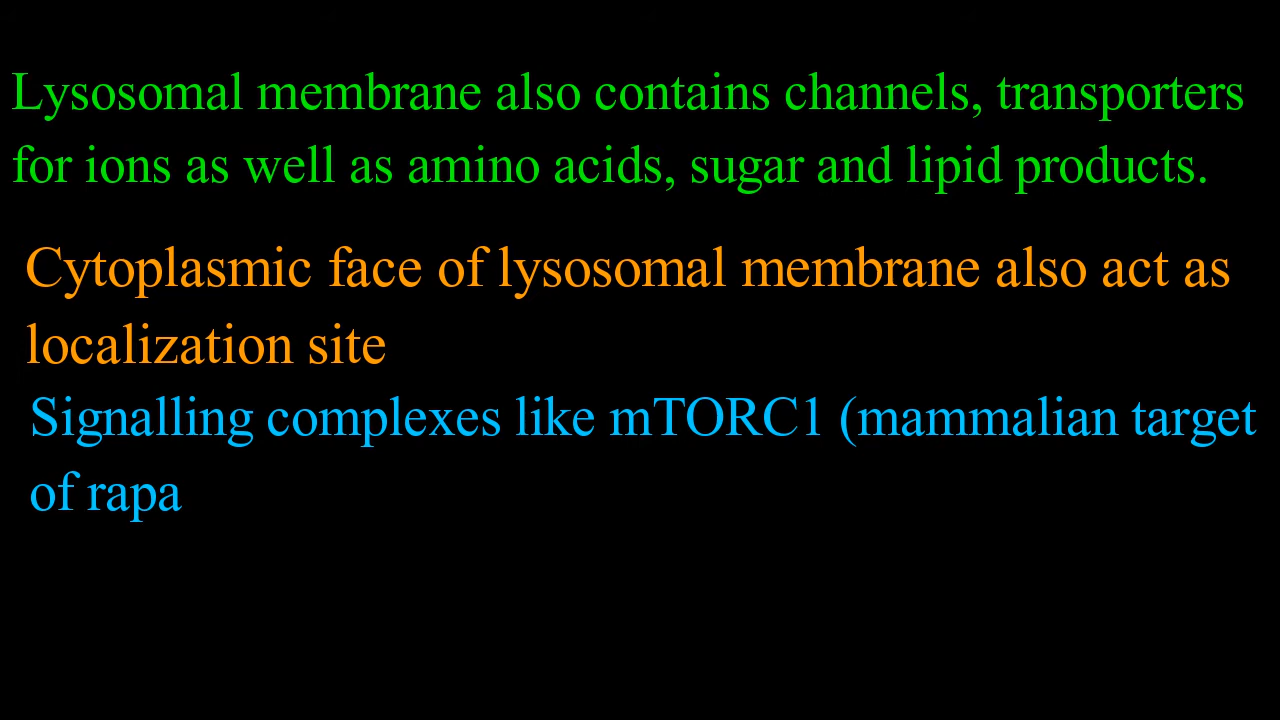 Lysosomal membrane also contains channels, transporters
for ions as well as amino acids, sugar and lipid products.
Cytoplasmic face of lysosomal membrane also act as
localization site
Signalling complexes like mTORC1 (mammalian target
of rapa